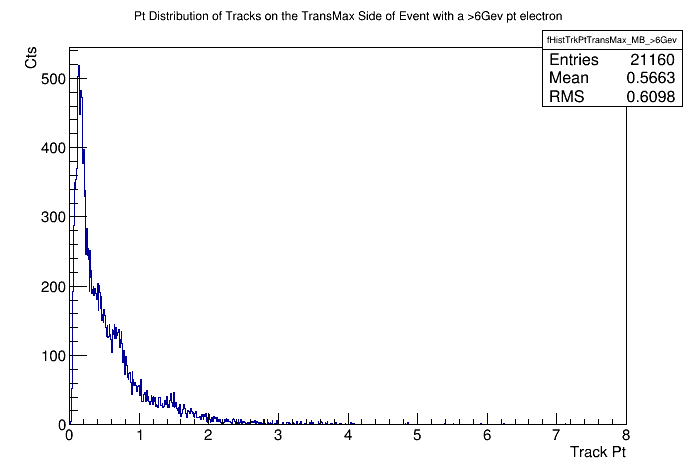 Pt Distribution of Tracks on the TransMax Side of Event with a >6Gev pt electron
fHistTrkPtTransMax_MB_>6Gev
Entries 21160
Mean 0.5663
RMS 0.6098
Cts
500
400
300
200
100
0
0 1 2 3 4 5 6 7 8
Track Pt